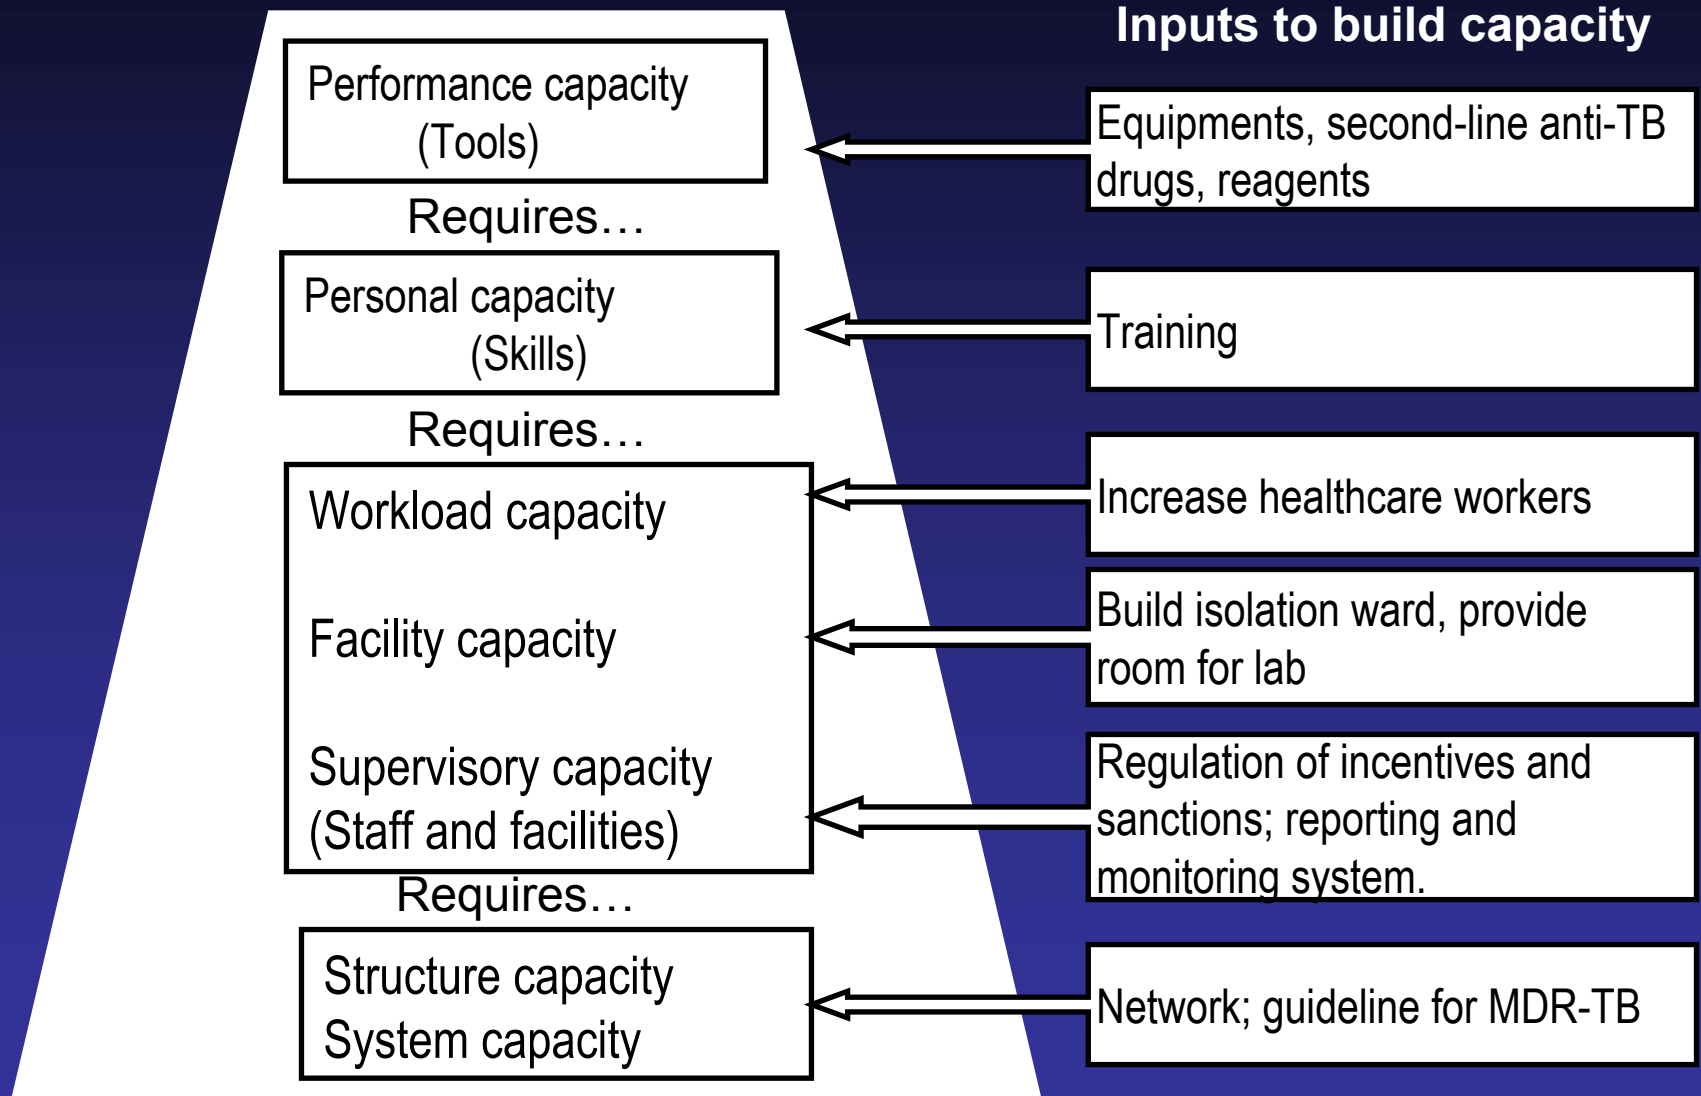 Inputs to build capacity
Performance capacity
(Tools)
Equipments, second-line anti-TB
drugs, reagents
Requires…
Personal capacity
(Skills)
Training
Requires…
Workload capacity
Increase healthcare workers
Facility capacity
Build isolation ward, provide
room for lab
Supervisory capacity
(Staff and facilities)
Regulation of incentives and
sanctions; reporting and
monitoring system.
Requires…
Structure capacity
System capacity
Network; guideline for MDR-TB